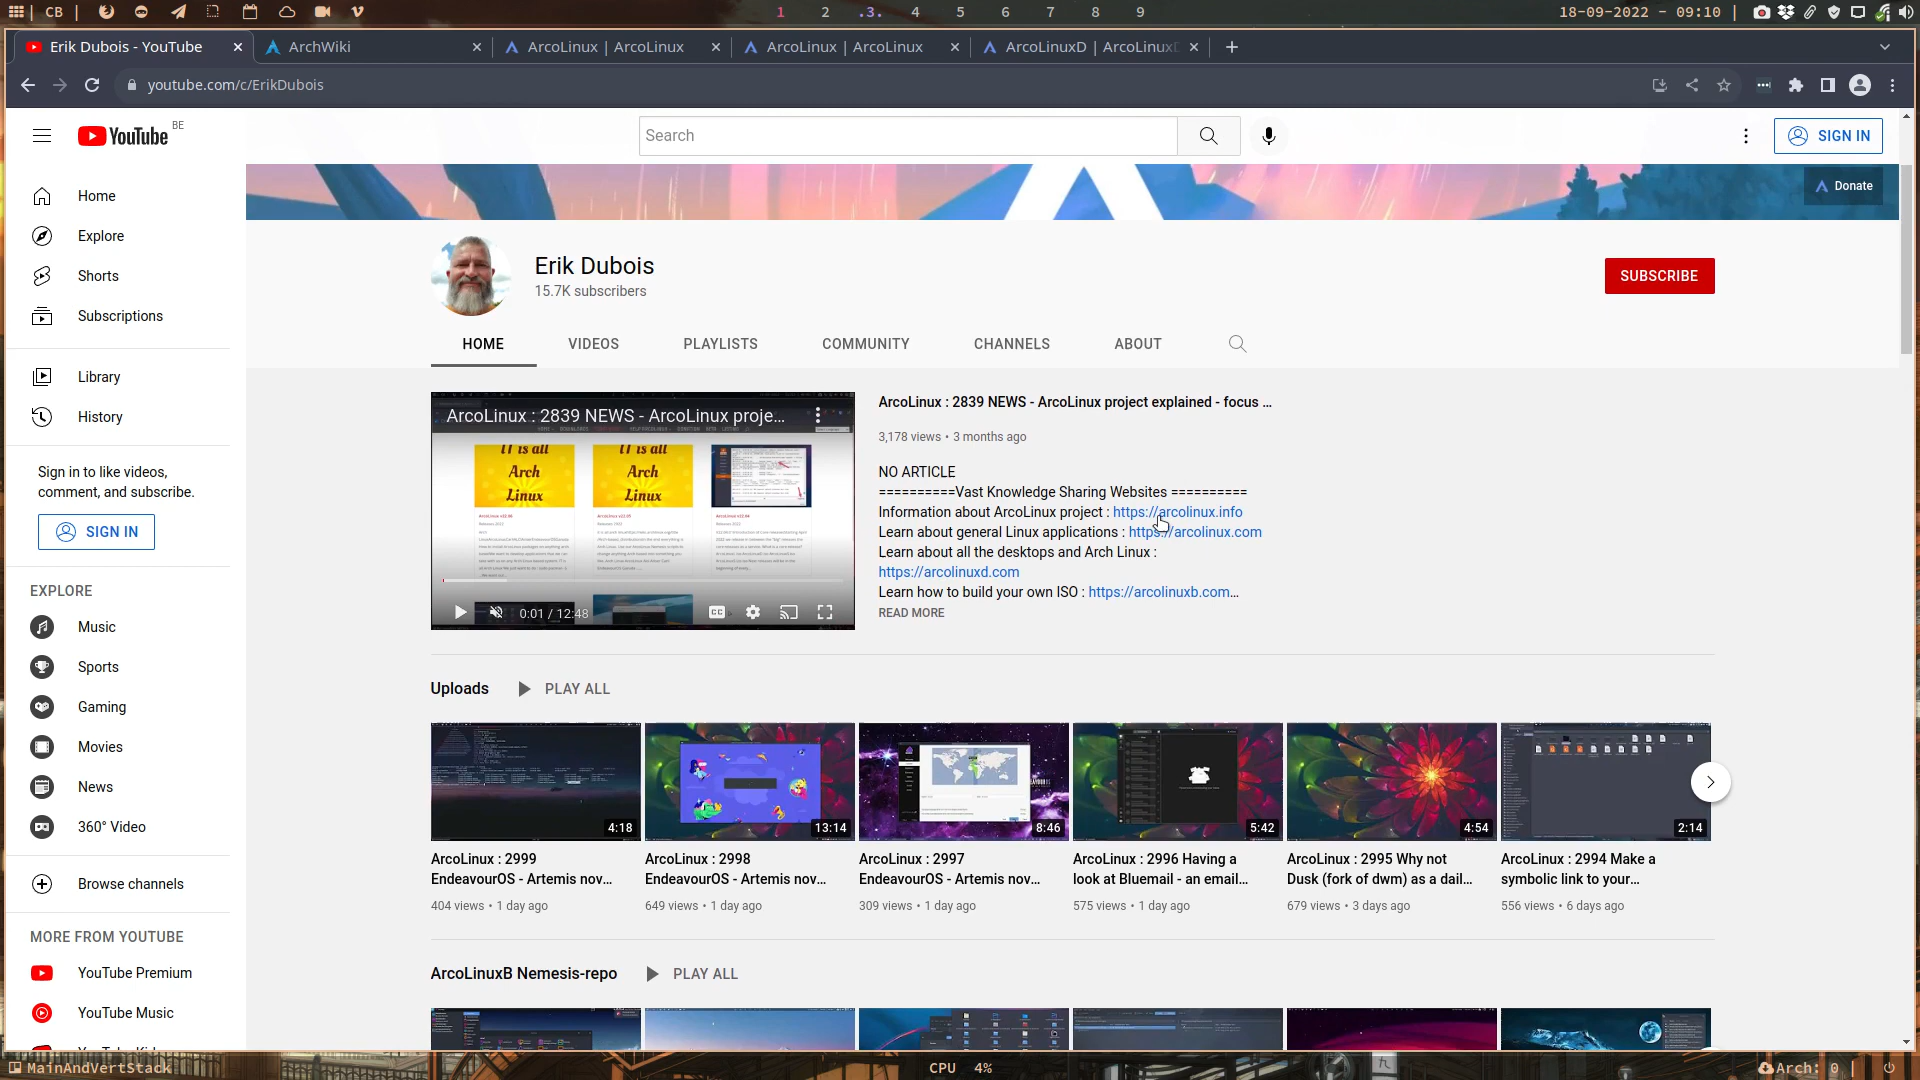 CB
1 2 .3. 4 5 6 7 8 9
18-09-2022 - 09:10
Erik Dubois - YouTube
ArchWiki
ArcoLinux | ArcoLinux
ArcoLinux | ArcoLinux
ArcoLinuxD | ArcoLinux
youtube.com/c/ErikDubois
YouTube BE
Search
SIGN IN
Donate
Home
Explore
Shorts
Subscriptions
Library
History
Sign in to like videos,
comment, and subscribe.
SIGN IN
EXPLORE
Music
Sports
Gaming
Movies
News
360° Video
Browse channels
MORE FROM YOUTUBE
YouTube Premium
YouTube Music
Erik Dubois
15.7K subscribers
SUBSCRIBE
HOME
VIDEOS
PLAYLISTS
COMMUNITY
CHANNELS
ABOUT
ArcoLinux : 2839 NEWS - ArcoLinux proje...
IT is all
Arch
Linux
IT is all
Arch
Linux
0:01 / 12:48
CC
ArcoLinux : 2839 NEWS - ArcoLinux project explained - focus ...
3,178 views • 3 months ago
NO ARTICLE
==========Vast Knowledge Sharing Websites ==========
Information about ArcoLinux project : https://arcolinux.info
Learn about general Linux applications : https://arcolinux.com
Learn about all the desktops and Arch Linux :
https://arcolinuxd.com
Learn how to build your own ISO : https://arcolinuxb.com...
READ MORE
Uploads
PLAY ALL
4:18
13:14
8:46
5:42
4:54
2:14
ArcoLinux : 2999
EndeavourOS - Artemis nov...
404 views • 1 day ago
ArcoLinux : 2998
EndeavourOS - Artemis nov...
649 views • 1 day ago
ArcoLinux : 2997
EndeavourOS - Artemis nov...
309 views • 1 day ago
ArcoLinux : 2996 Having a
look at Bluemail - an email...
575 views • 1 day ago
ArcoLinux : 2995 Why not
Dusk (fork of dwm) as a dail...
679 views • 3 days ago
ArcoLinux : 2994 Make a
symbolic link to your...
556 views • 6 days ago
ArcoLinuxB Nemesis-repo
PLAY ALL
MainAndVertStack
CPU 4%
Arch: 0